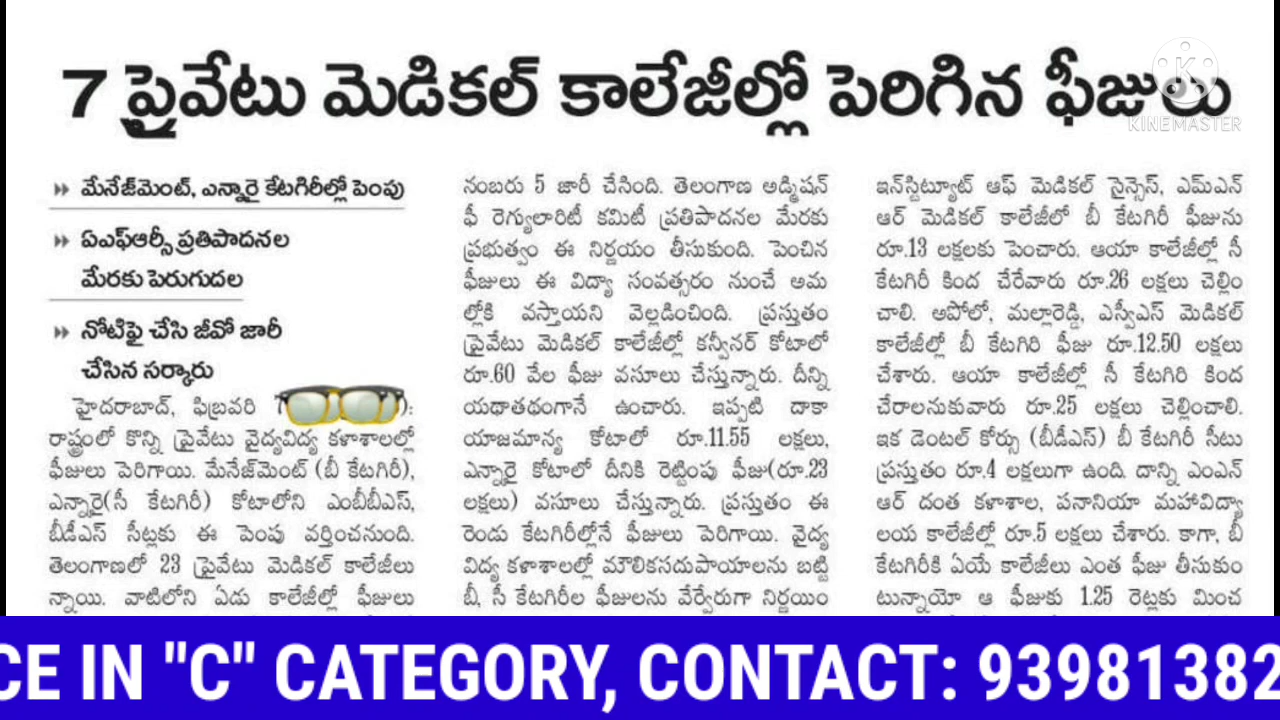 7 ప్రైవేటు మెడికల్ కాలేజీల్లో పెరిగిన ఫీజులు
KINEMASTER
మేనేజ్‌మెంట్, ఎన్నారై కేటగిరీల్లో పెంపు
ఏఎఫ్‌ఆర్సీ ప్రతిపాదనల
మేరకు పెరుగుదల
నోటిఫై చేసి జీవో జారీ
చేసిన సర్కారు
హైదరాబాద్, ఫిబ్రవరి ):
రాష్ట్రంలో కొన్ని ప్రైవేటు వైద్యవిద్య కళాశాలల్లో
ఫీజులు పెరిగాయి. మేనేజ్‌మెంట్ (బీ కేటగిరీ),
ఎన్నారై(సీ కేటగిరీ) కోటాలోని ఎంబీబీఎస్,
బీడీఎస్ సీట్లకు ఈ పెంపు వర్తించనుంది.
తెలంగాణలో 23 ప్రైవేటు మెడికల్ కాలేజీలు
న్నాయి. వాటిలోని ఏడు కాలేజీల్లో ఫీజులు
నంబరు 5 జారీ చేసింది. తెలంగాణ అడ్మిషన్
ఫీ రెగ్యులారిటీ కమిటీ ప్రతిపాదనల మేరకు
ప్రభుత్వం ఈ నిర్ణయం తీసుకుంది. పెంచిన
ఫీజులు ఈ విద్యా సంవత్సరం నుంచే అమ
ల్లోకి వస్తాయని వెల్లడించింది. ప్రస్తుతం
ప్రైవేటు మెడికల్ కాలేజీల్లో కన్వీనర్ కోటాలో
రూ.60 వేల ఫీజు వసూలు చేస్తున్నారు. దీన్ని
యథాతథంగానే ఉంచారు. ఇప్పటి దాకా
యాజమాన్య కోటాలో రూ.11.55 లక్షలు,
ఎన్నారై కోటాలో దీనికి రెట్టింపు ఫీజు(రూ.23
లక్షలు) వసూలు చేస్తున్నారు. ప్రస్తుతం ఈ
రెండు కేటగిరీల్లోనే ఫీజులు పెరిగాయి. వైద్య
విద్య కళాశాలల్లో మౌలికసదుపాయాలను బట్టి
బీ, సీ కేటగిరీల ఫీజులను వేర్వేరుగా నిర్ణయిం
ఇన్‌స్టిట్యూట్ ఆఫ్ మెడికల్ సైన్సెస్, ఎమ్‌ఎన్
ఆర్ మెడికల్ కాలేజీలో బీ కేటగిరీ ఫీజును
రూ.13 లక్షలకు పెంచారు. ఆయా కాలేజీల్లో సీ
కేటగిరీ కింద చేరేవారు రూ.26 లక్షలు చెల్లిం
చాలి. అపోలో, మల్లారెడ్డి, ఎస్వీఎస్ మెడికల్
కాలేజీల్లో బీ కేటగిరి ఫీజు రూ.12.50 లక్షలు
చేశారు. ఆయా కాలేజీల్లో సీ కేటగిరి కింద
చేరాలనుకువారు రూ.25 లక్షలు చెల్లించాలి.
ఇక డెంటల్ కోర్సు (బీడీఎస్) బీ కేటగిరీ సీటు
ప్రస్తుతం రూ.4 లక్షలుగా ఉంది. దాన్ని ఎంఎన్
ఆర్ దంత కళాశాల, పనానియా మహావిద్యా
లయ కాలేజీల్లో రూ.5 లక్షలు చేశారు. కాగా, బీ
కేటగిరీకి ఏయే కాలేజీలు ఎంత ఫీజు తీసుకుం
టున్నాయో ఆ ఫీజుకు 1.25 రెట్లకు మించ
CE IN "C" CATEGORY, CONTACT: 93981382